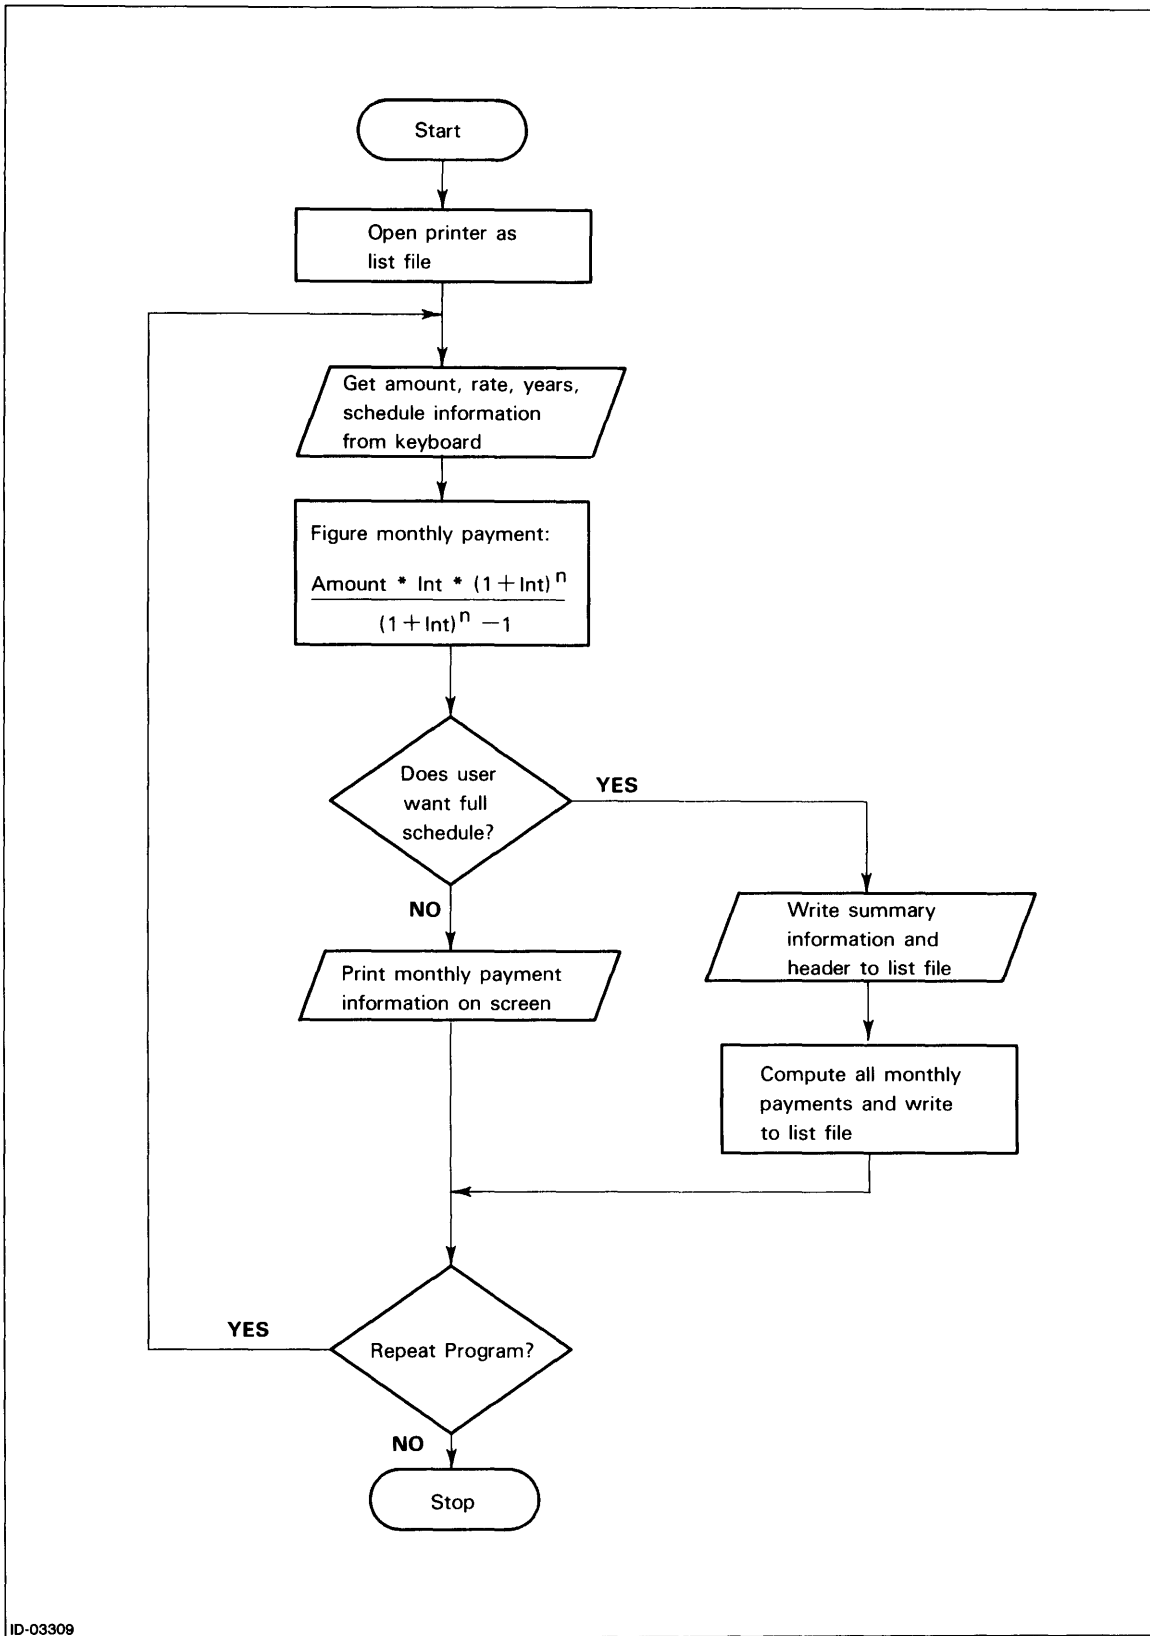 Start
Open printer as
list file
Get amount, rate, years,
schedule information
from keyboard
Figure monthly payment:
Amount * Int * (1+Int)^n
(1+Int)^n −1
Does user
want full
schedule?
YES
NO
Print monthly payment
information on screen
Write summary
information and
header to list file
Compute all monthly
payments and write
to list file
Repeat Program?
YES
NO
Stop
ID-03309